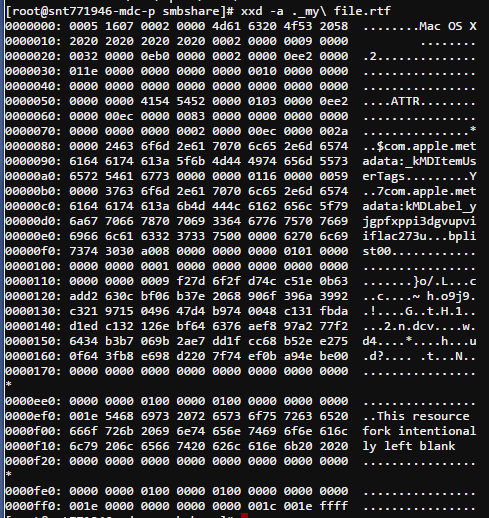 [root@snt771946-mdc-p smbshare]# xxd -a ._my\ file.rtf
0000000: 0005 1607 0002 0000 4d61 6320 4f53 2058  ........Mac OS X
0000010: 2020 2020 2020 2020 0002 0000 0009 0000          ........
0000020: 0032 0000 0eb0 0000 0002 0000 0ee2 0000  .2..............
0000030: 011e 0000 0000 0000 0000 0010 0000 0000  ................
0000040: 0000 0000 0000 0000 0000 0000 0000 0000  ................
0000050: 0000 0000 4154 5452 0000 0103 0000 0ee2  ....ATTR........
0000060: 0000 00ec 0000 0083 0000 0000 0000 0000  ................
0000070: 0000 0000 0000 0002 0000 00ec 0000 002a  ...............*
0000080: 0000 2463 6f6d 2e61 7070 6c65 2e6d 6574  ..$com.apple.met
0000090: 6164 6174 613a 5f6b 4d44 4974 656d 5573  adata:_kMDItemUs
00000a0: 6572 5461 6773 0000 0000 0116 0000 0059  erTags.........Y
00000b0: 0000 3763 6f6d 2e61 7070 6c65 2e6d 6574  ..7com.apple.met
00000c0: 6164 6174 613a 6b4d 444c 6162 656c 5f79  adata:kMDLabel_y
00000d0: 6a67 7066 7870 7069 3364 6776 7570 7669  jgpfxppi3dgvupvi
00000e0: 6966 6c61 6332 3733 7500 0000 6270 6c69  iflac273u...bpli
00000f0: 7374 3030 a008 0000 0000 0000 0101 0000  st00............
0000100: 0000 0000 0001 0000 0000 0000 0000 0000  ................
0000110: 0000 0000 0009 f27d 6f2f d74c c51e 0b63  .......}o/.L...c
0000120: add2 630c bf06 b37e 2068 906f 396a 3992  ..c....~ h.o9j9.
0000130: c321 9715 0496 47d4 b974 0048 c131 fbda  .!....G..t.H.1..
0000140: d1ed c132 126e bf64 6376 aef8 97a2 77f2  ...2.n.dcv....w.
0000150: 6434 b3b7 069b 2ae7 dd1f cc68 b52e e275  d4....*....h...u
0000160: 0f64 3fb8 e698 d220 7f74 ef0b a94e be00  .d?.... .t...N..
0000170: 0000 0000 0000 0000 0000 0000 0000 0000  ................
*
0000ee0: 0000 0000 0100 0000 0100 0000 0000 0000  ................
0000ef0: 001e 5468 6973 2072 6573 6f75 7263 6520  ..This resource
0000f00: 666f 726b 2069 6e74 656e 7469 6f6e 616c  fork intentional
0000f10: 6c79 206c 6566 7420 626c 616e 6b20 2020  ly left blank
0000f20: 0000 0000 0000 0000 0000 0000 0000 0000  ................
*
0000fe0: 0000 0000 0100 0000 0100 0000 0000 0000  ................
0000ff0: 001e 0000 0000 0000 0000 001c 001e ffff  ................